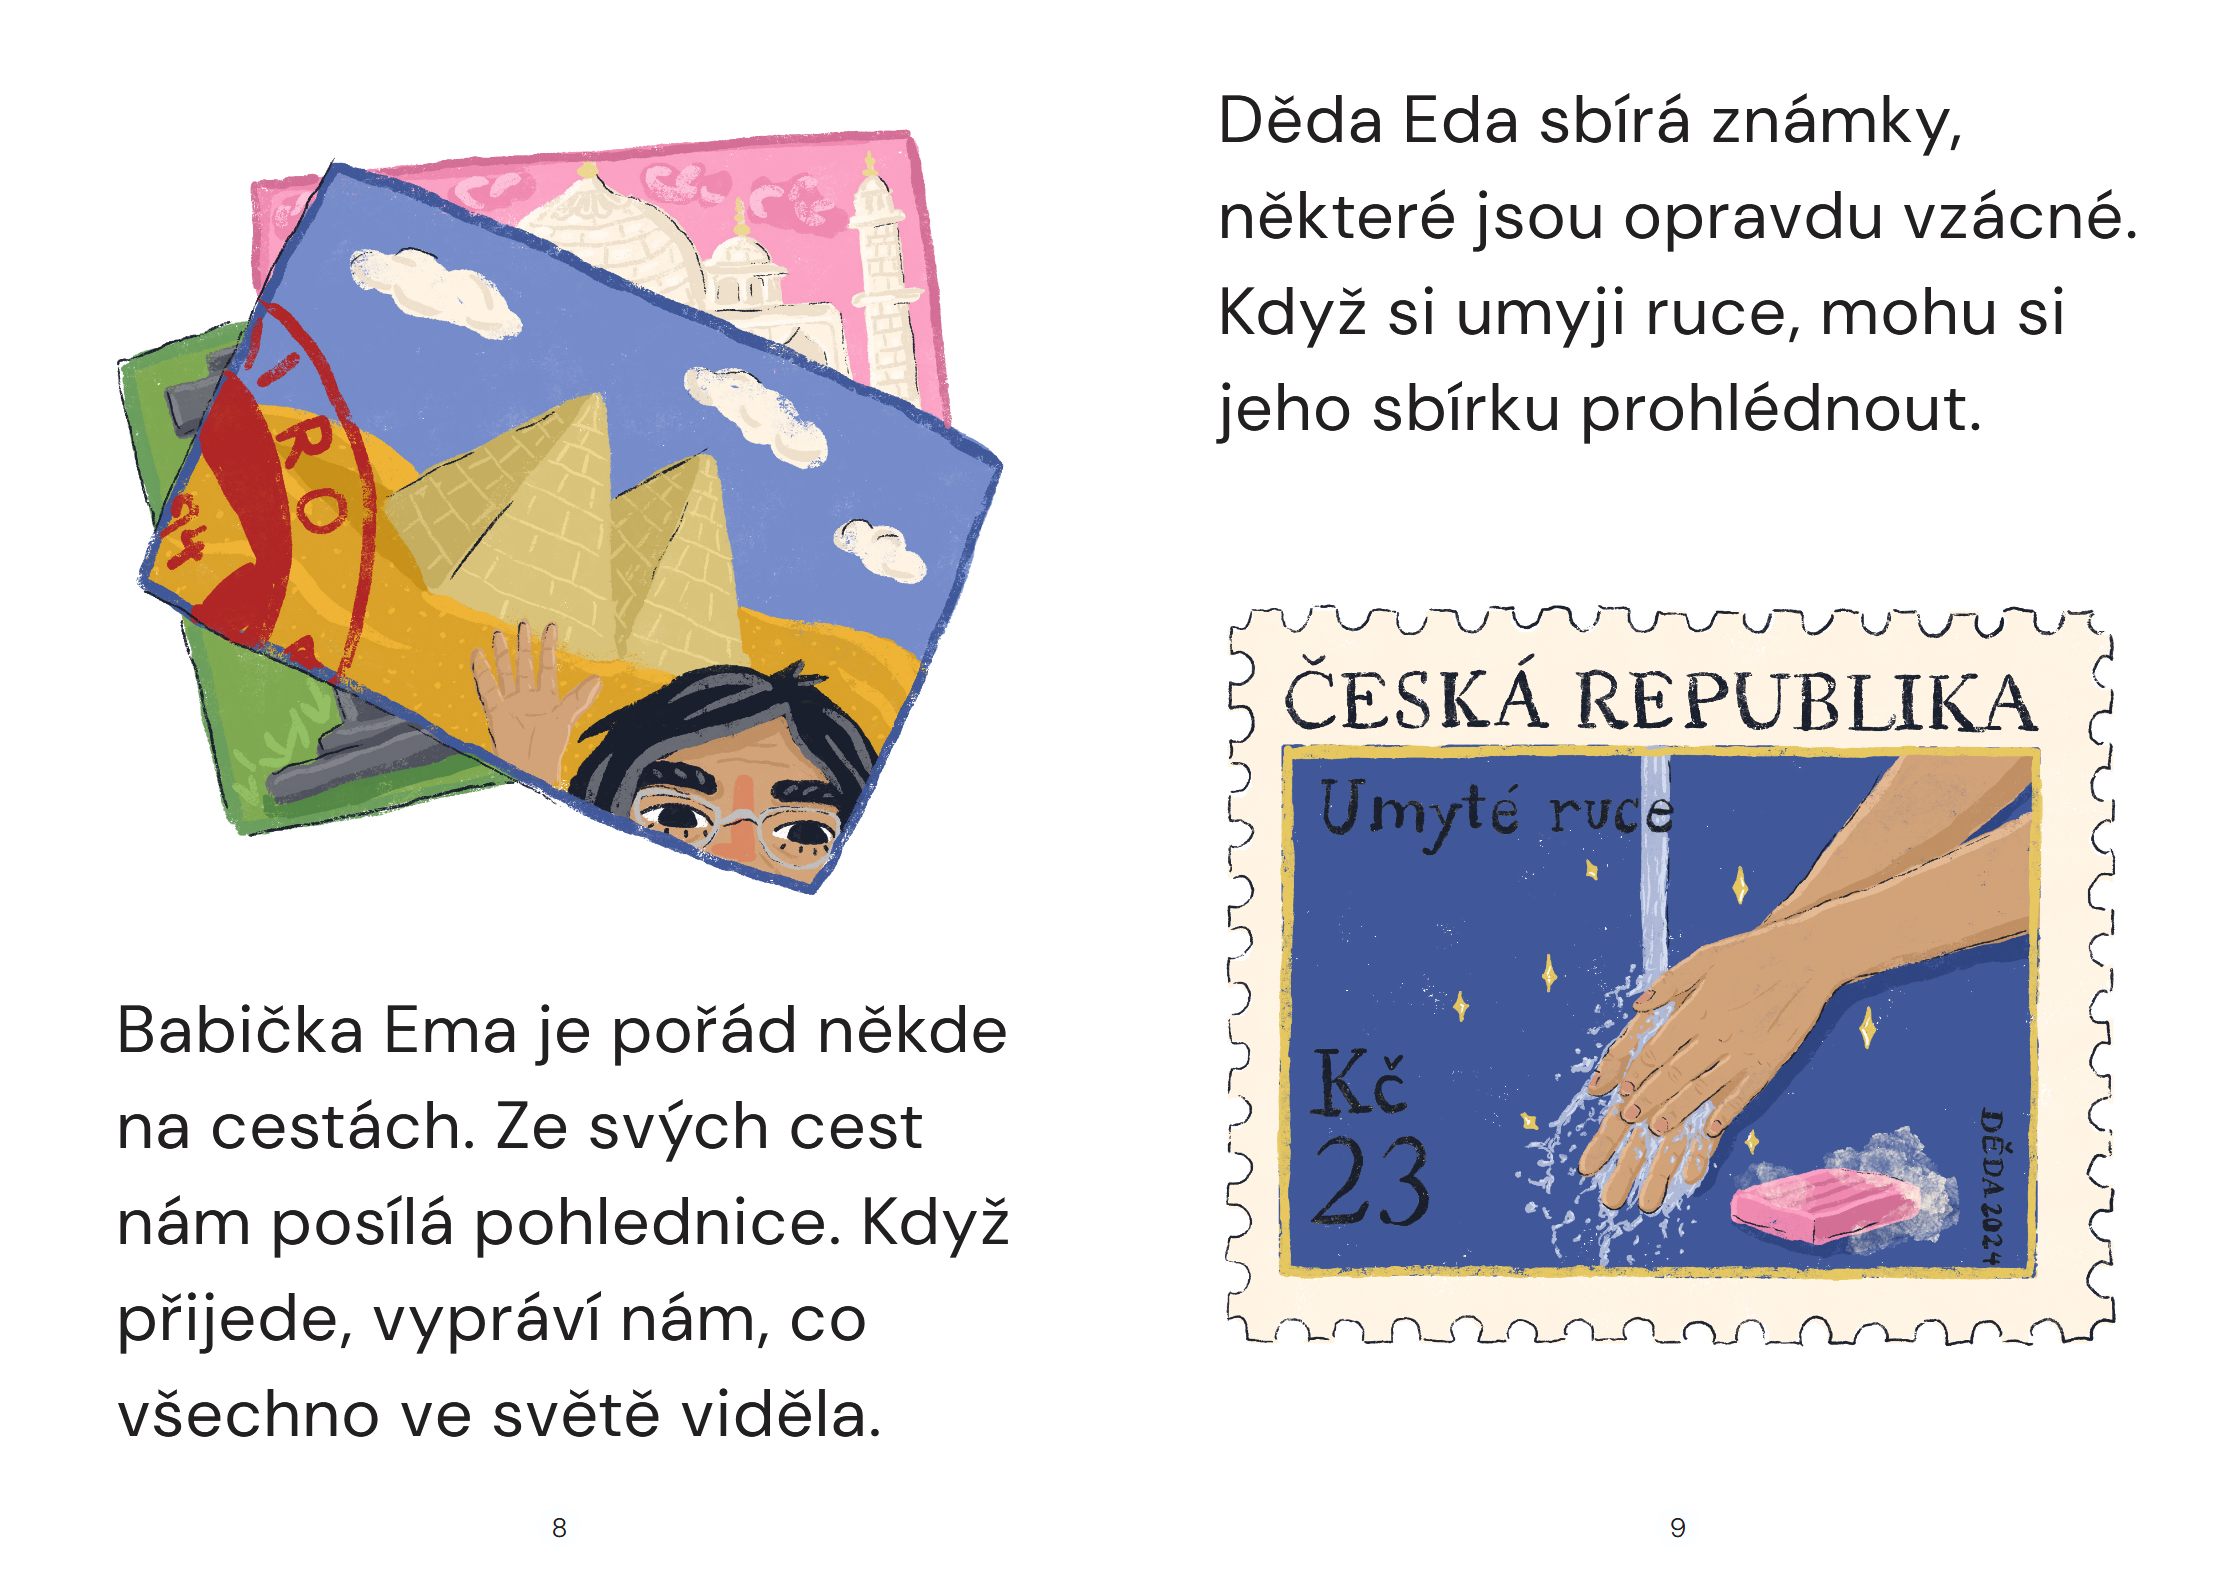 Babička Ema je pořád někde
na cestách. Ze svých cest
nám posílá pohlednice. Když
přijede, vypráví nám, co
všechno ve světě viděla.
8
Děda Eda sbírá známky,
některé jsou opravdu vzácné.
Když si umyji ruce, mohu si
jeho sbírku prohlédnout.
ČESKÁ REPUBLIKA
Umyté ruce
Kč
23
DĚDA 2024
9